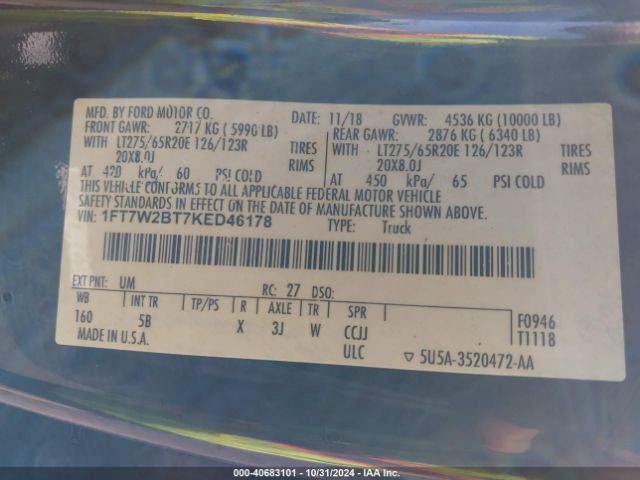 MFD. BY FORD MOTOR CO. DATE: 11/18 GVWR: 4536 KG (10000 LB)
FRONT GAWR: 2717 KG (5990 LB) REAR GAWR: 2876 KG (6340 LB)
WITH LT275/65R20E 126/123R TIRES WITH LT275/65R20E 126/123R TIRES
20X8.0J RIMS 20X8.0J RIMS
AT 420 kPa/ 60 PSI COLD AT 450 kPa/ 65 PSI COLD
THIS VEHICLE CONFORMS TO ALL APPLICABLE FEDERAL MOTOR VEHICLE
SAFETY STANDARDS IN EFFECT ON THE DATE OF MANUFACTURE SHOWN ABOVE.
VIN: 1FT7W2BT7KED46178 TYPE: Truck
EXT PNT: UM RC: 27 DSO:
WB INT TR TP/PS R AXLE TR SPR F0946
160 5B X 3J W CCJJ T1118
MADE IN U.S.A. ULC ▽ 5U5A-3520472-AA
000-40683101 - 10/31/2024 - Copyright © IAA Inc.